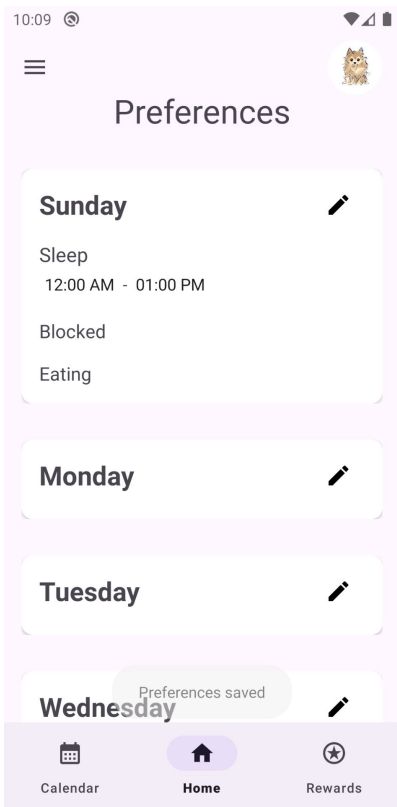 10:09
Preferences
Sunday
Sleep
12:00 AM - 01:00 PM
Blocked
Eating
Monday
Tuesday
Wednesday
Preferences saved
Calendar
Home
Rewards